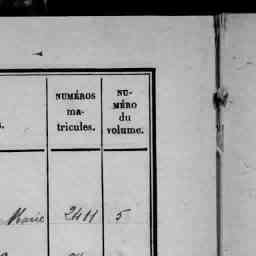 NUMÉROS
ma-
tricules.
NU-
MÉRO
du
volume.
Marie 2411 5